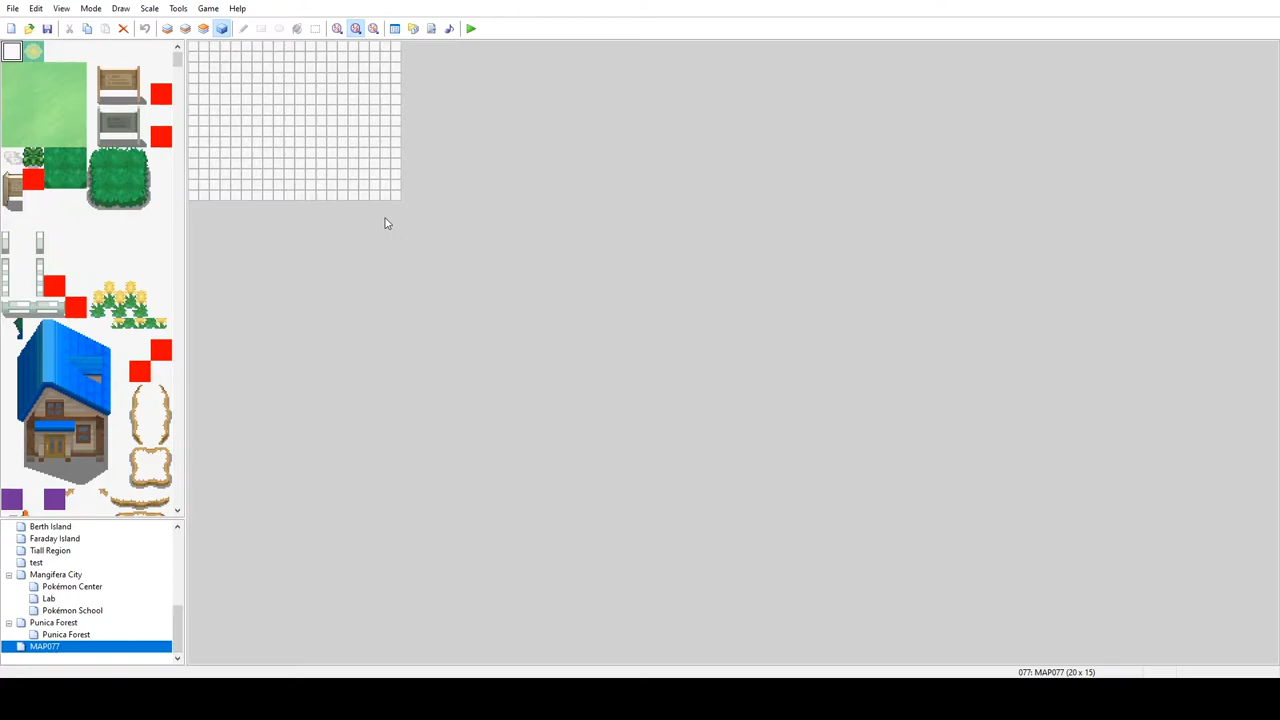 File Edit View Mode Draw Scale Tools Game Help
Berth Island
Faraday Island
Tiall Region
test
Mangifera City
Pokémon Center
Lab
Pokémon School
Punica Forest
Punica Forest
MAP077
077: MAP077 (20 x 15)